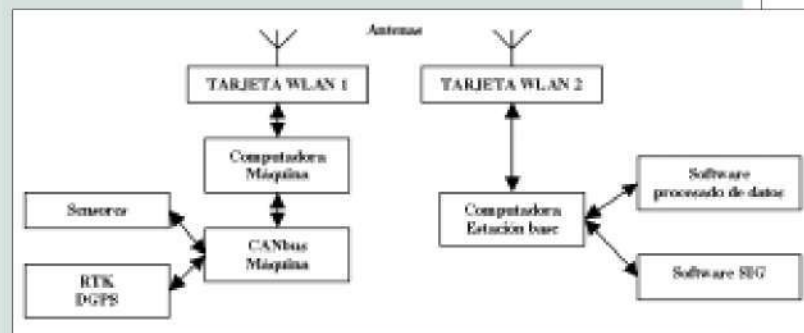 Antenas
TARJETA WLAN 1
TARJETA WLAN 2
Computadora
Máquina
Software
procesado de datos
Sensores
Computadora
Estación base
CANbus
Máquina
RTK
DGPS
Software SIG